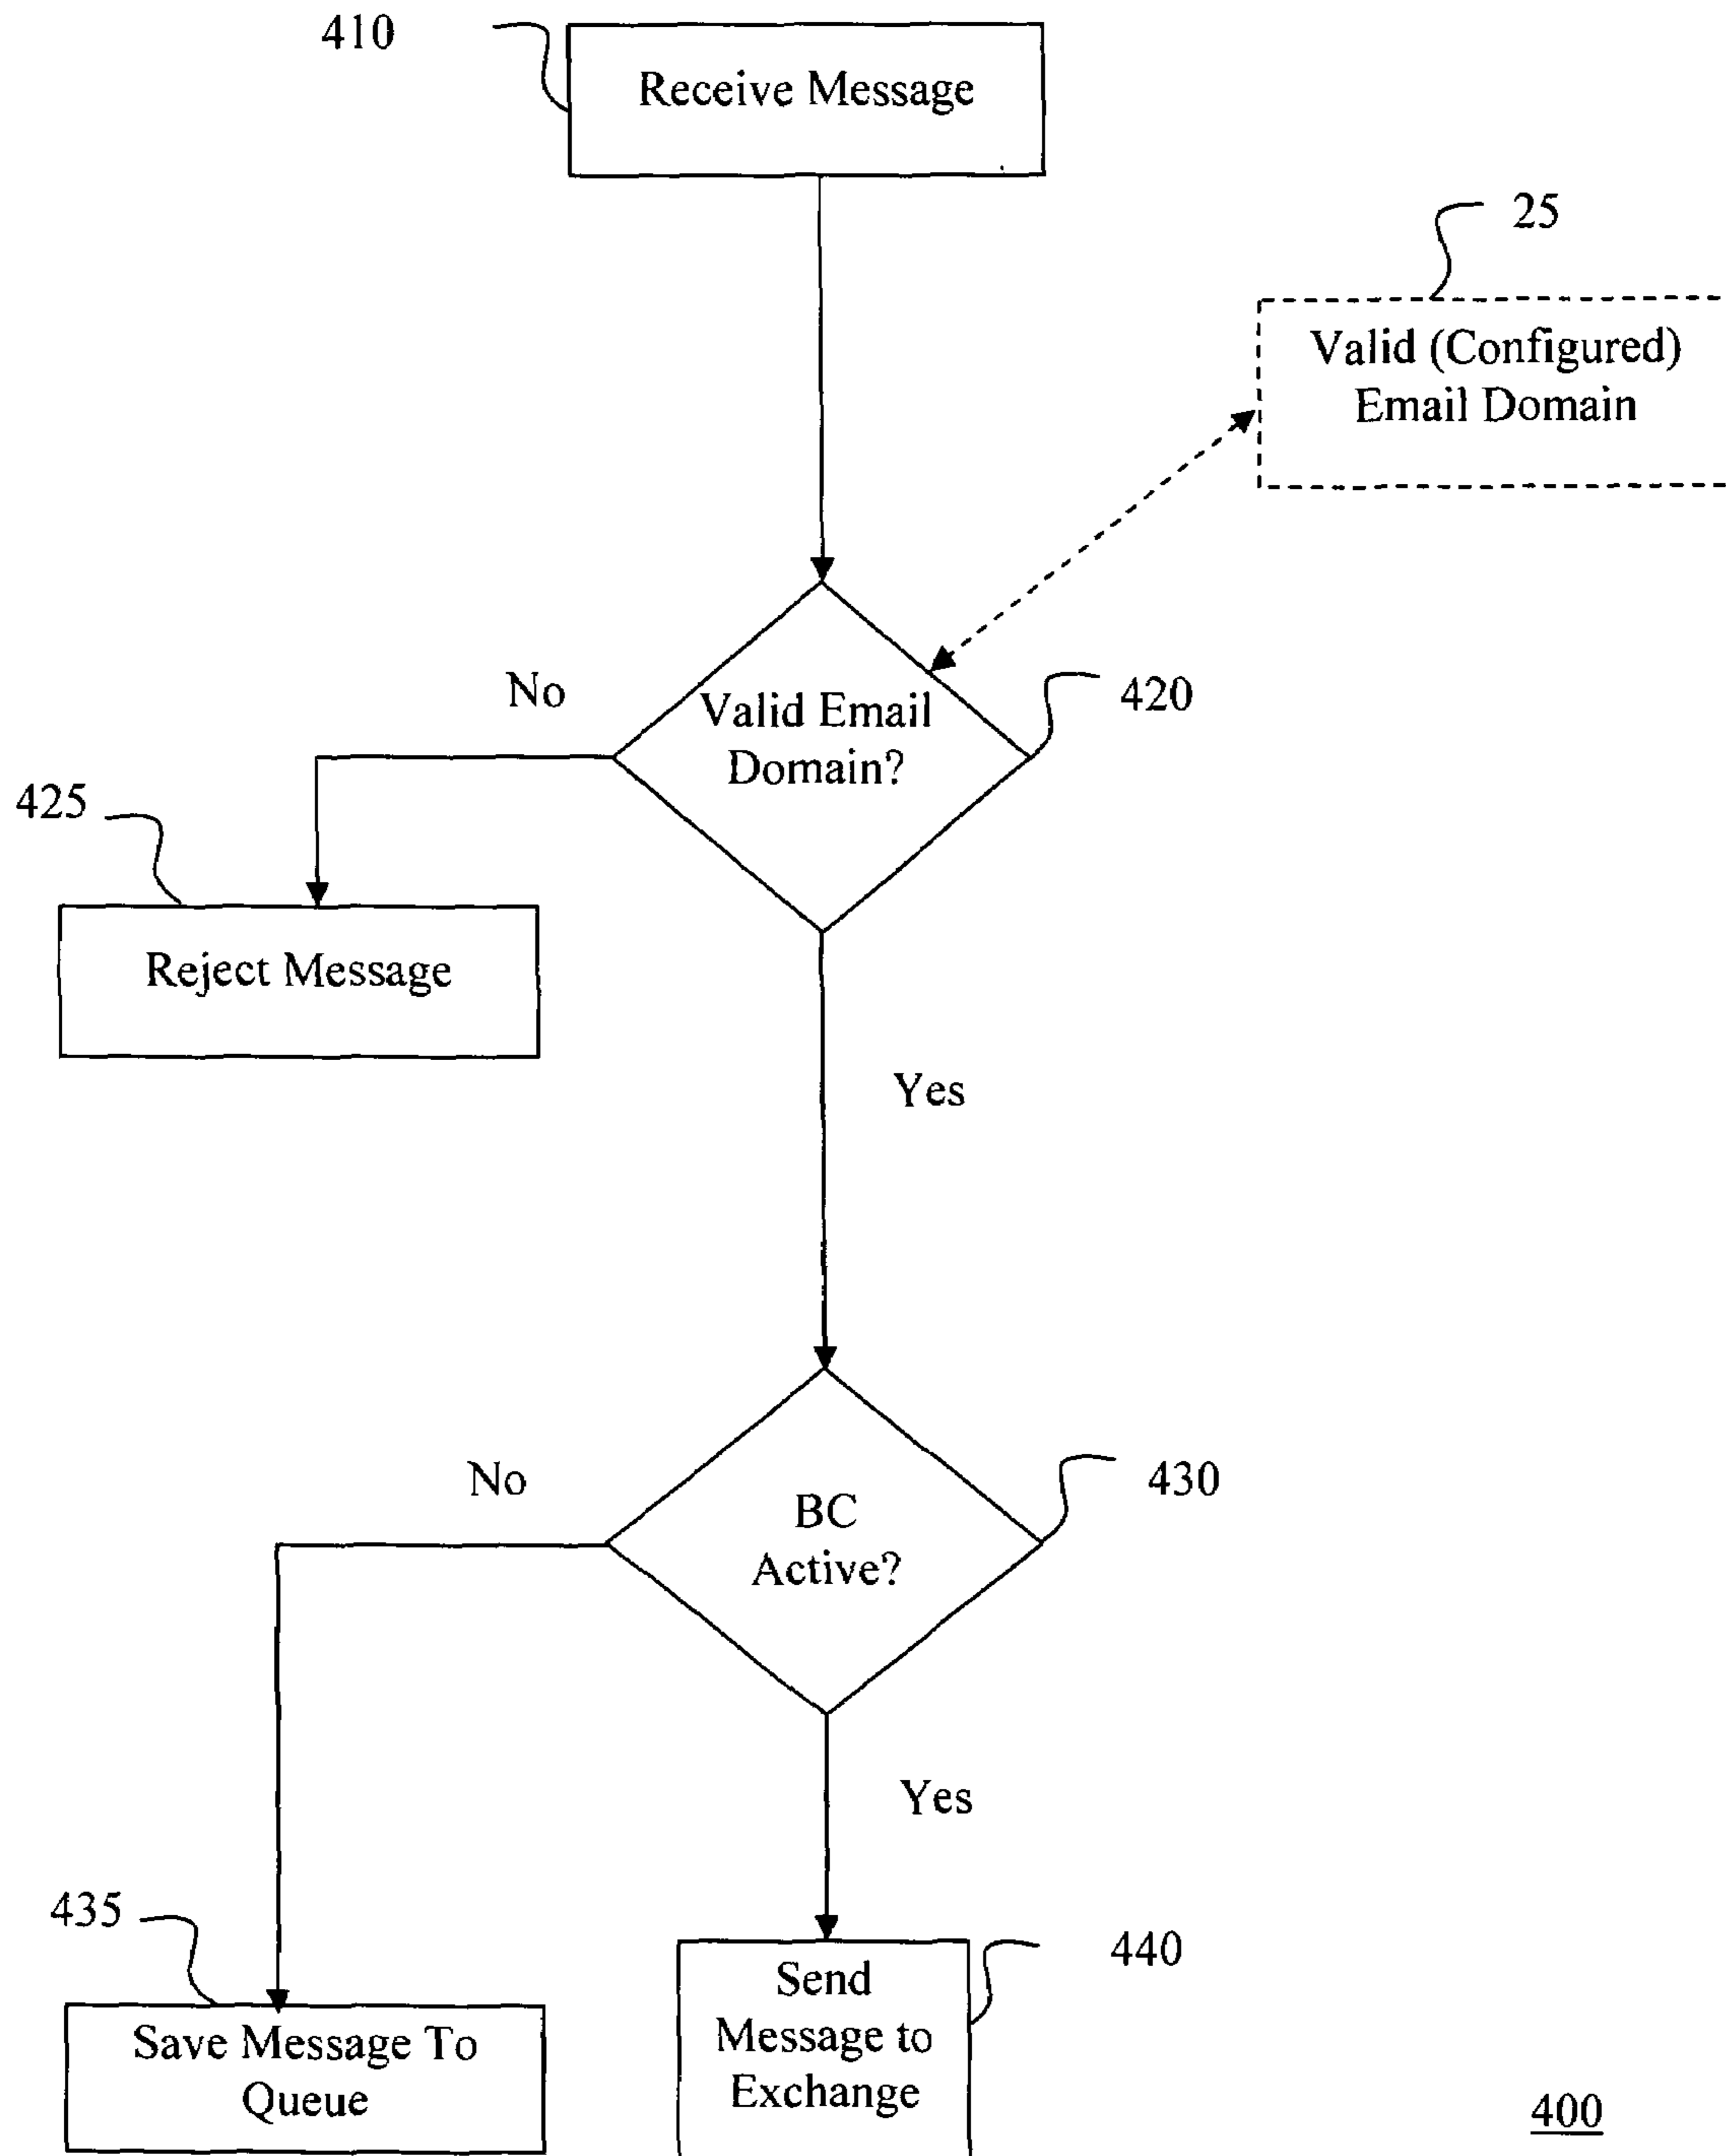 410
Receive Message
25
Valid (Configured)
Email Domain
No
Valid Email
Domain?
420
425
Reject Message
Yes
No
BC
Active?
430
Yes
435
Save Message To
Queue
Send
Message to
Exchange
440
400